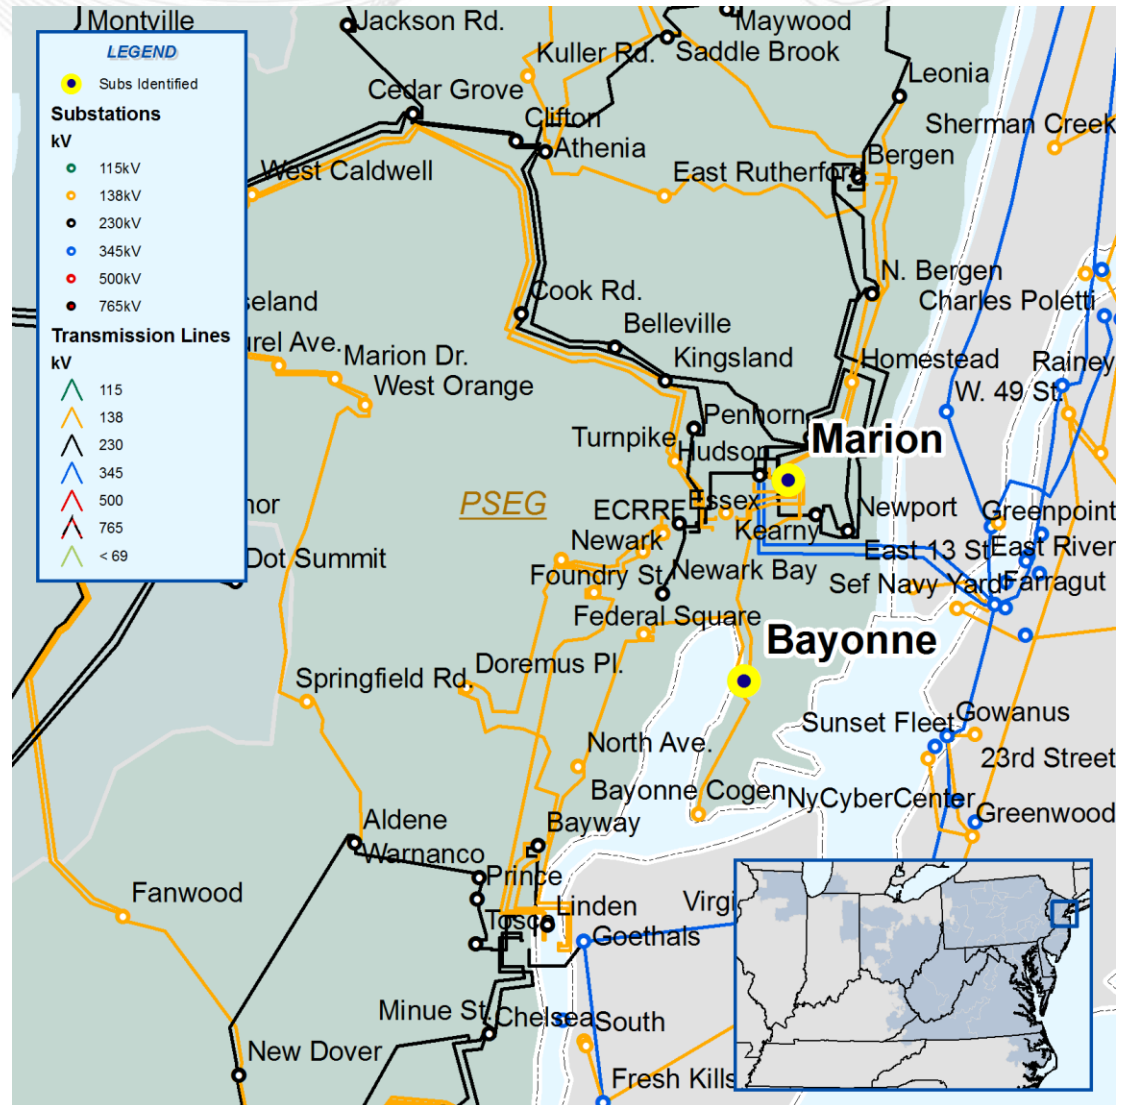 Montville
Jackson Rd.
Maywood
Kuller Rd.
Saddle Brook
Leonia
LEGEND
Subs Identified
Substations
kV
115kV
138kV
230kV
345kV
500kV
765kV
Transmission Lines
kV
115
138
230
345
500
765
< 69
Cedar Grove
Clifton
Athenia
Sherman Creek
West Caldwell
East Rutherford
Bergen
Cook Rd.
N. Bergen
Charles Poletti
seland
Belleville
urel Ave.
Marion Dr.
West Orange
Kingsland
Homestead
Rainey
W. 49 St.
Penhorn
Turnpike
Hudson
Marion
PSEG
Essex
ECRRF
Kearny
Newport
Greenpoint
nor
Newark
East 13 St
East River
Dot Summit
Foundry St.
Newark Bay
Sef Navy Yard
Farragut
Federal Square
Bayonne
Doremus Pl.
Springfield Rd.
Sunset Fleet
Gowanus
North Ave.
23rd Street
Bayonne Cogen
NyCyberCenter
Greenwood
Aldene
Bayway
Warnanco
Prince
Fanwood
Tosco
Linden
Virgi
Goethals
Minue St.
Chelsea
South
New Dover
Fresh Kills